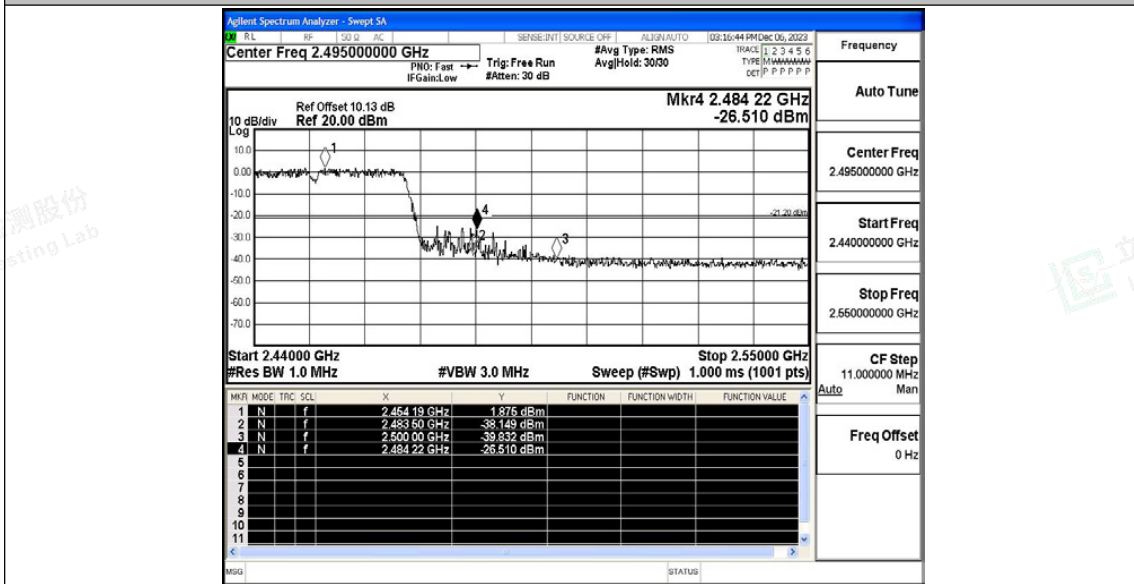 Agilent Spectrum Analyzer - Swept SA
RL RF 50 Ω AC SENSE:INT SOURCE OFF ALIGNAUTO 03:16:44 PM Dec 06, 2023
Center Freq 2.495000000 GHz
PNO: Fast
IFGain:Low
Trig: Free Run
#Atten: 30 dB
#Avg Type: RMS
Avg|Hold: 30/30
TRACE 1 2 3 4 5 6
TYPE M
DET P P P P P P
Frequency
Auto Tune
Center Freq
2.495000000 GHz
Start Freq
2.440000000 GHz
Stop Freq
2.550000000 GHz
CF Step
11.000000 MHz
Auto Man
Freq Offset
0 Hz
Ref Offset 10.13 dB
10 dB/div Ref 20.00 dBm
Mkr4 2.484 22 GHz
-26.510 dBm
Log
10.0
0.00
-10.0
-20.0
-30.0
-40.0
-50.0
-60.0
-70.0
1
4
2
3
-21.20 dBm
Start 2.44000 GHz Stop 2.55000 GHz
#Res BW 1.0 MHz #VBW 3.0 MHz Sweep (#Swp) 1.000 ms (1001 pts)
MKR MODE TRC SCL X Y FUNCTION FUNCTION WIDTH FUNCTION VALUE
1 N f 2.454 19 GHz 1.875 dBm
2 N f 2.483 50 GHz -38.149 dBm
3 N f 2.500 00 GHz -39.832 dBm
4 N f 2.484 22 GHz -26.510 dBm
5
6
7
8
9
10
11
MSG STATUS
测股份
sting Lab
立